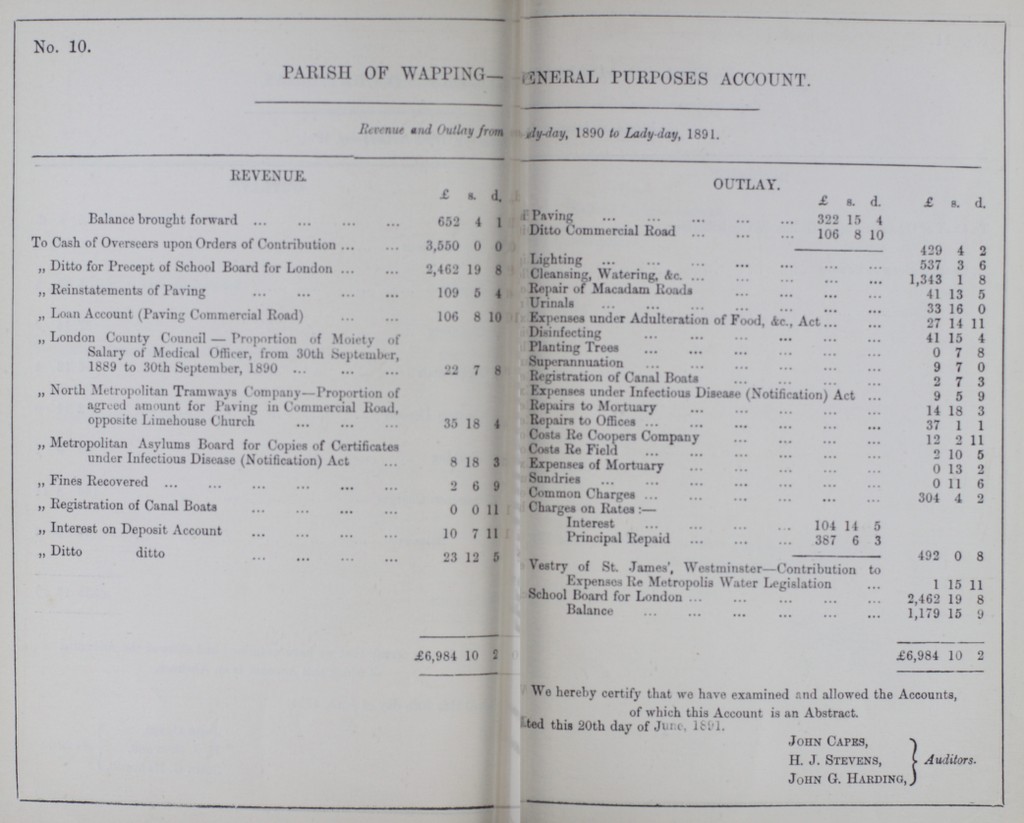 No. 10.
PARISH OF WAPPING— ENERAL PURPOSES ACCOUNT.
Revenue and Outlay from dy-day, 1890 to Lady-day, 1891.
REVENUE.
£ s. d.
Balance brought forward ... ... ... ... 652 4 1
To Cash of Overseers upon Orders of Contribution ... ... 3,550 0 0
„ Ditto for Precept of School Board for London ... ... 2,462 19 8
„ Reinstatements of Paving ... ... ... ... 109 5 4
„ Loan Account (Paving Commercial Road) ... ... 106 8 10
„ London County Council — Proportion of Moiety of
Salary of Medical Officer, from 30th September,
1889 to 30th September, 1890 ... ... ... 22 7 8
„ North Metropolitan Tramways Company—Proportion of
agreed amount for Paving in Commercial Road,
opposite Limehouse Church ... ... ... 35 18 4
„ Metropolitan Asylums Board for Copies of Certificates
under Infectious Disease (Notification) Act ... 8 18 3
„ Fines Recovered ... ... ... ... ... ... 2 6 9
„ Registration of Canal Boats ... ... ... ... 0 0 11
„ Interest on Deposit Account ... ... ... ... 10 7 11
„ Ditto ditto ... ... ... ... 23 12 5
£6,984 10 2
OUTLAY.
£ s. d. £ s. d.
Paving ... ... ... ... ... 322 15 4
Ditto Commercial Road ... ... ... 106 8 10
429 4 2
Lighting ... ... ... ... ... ... 537 3 6
Cleansing, Watering, &c. ... ... ... ... ... 1,343 1 8
Repair of Macadam Roads ... ... ... ... 41 13 5
Urinals ... ... ... ... ... ... 33 16 0
Expenses under Adulteration of Food, &c., Act ... ... 27 14 11
Disinfecting ... ... ... ... ... 41 15 4
Planting Trees ... ... ... ... ... ... 0 7 8
Superannuation ... ... ... ... ... ... 9 7 0
Registration of Canal Boats ... ... ... ... 2 7 3
Expenses under Infectious Disease (Notification) Act ... 9 5 9
Repairs to Mortuary ... ... ... ... ... 14 18 3
Repairs to Offices ... ... ... ... ... ... 37 1 1
Costs Re Coopers Company ... ... ... ... 12 2 11
Costs Re Field ... ... ... ... ... ... 2 10 5
Expenses of Mortuary ... ... ... ... ... 0 13 2
Sundries ... ... ... ... ... ... 0 11 6
Common Charges ... ... ... ... ... ... 304 4 2
Charges on Rates :—
Interest ... ... ... ... 104 14 5
Principal Repaid ... ... ... 387 6 3
492 0 8
Vestry of St. James', Westminster—Contribution to
Expenses Re Metropolis Water Legislation ... 1 15 11
School Board for London ... ... ... ... ... 2,462 19 8
Balance ... ... ... ... ... 1,179 15 9
£6,984 10 2
We hereby certify that we have examined and allowed the Accounts,
of which this Account is an Abstract.
ted this 20th day of June, 1891.
JOHN CAPES,
H. J. STEVENS, } Auditors.
JOHN G. HARDING,